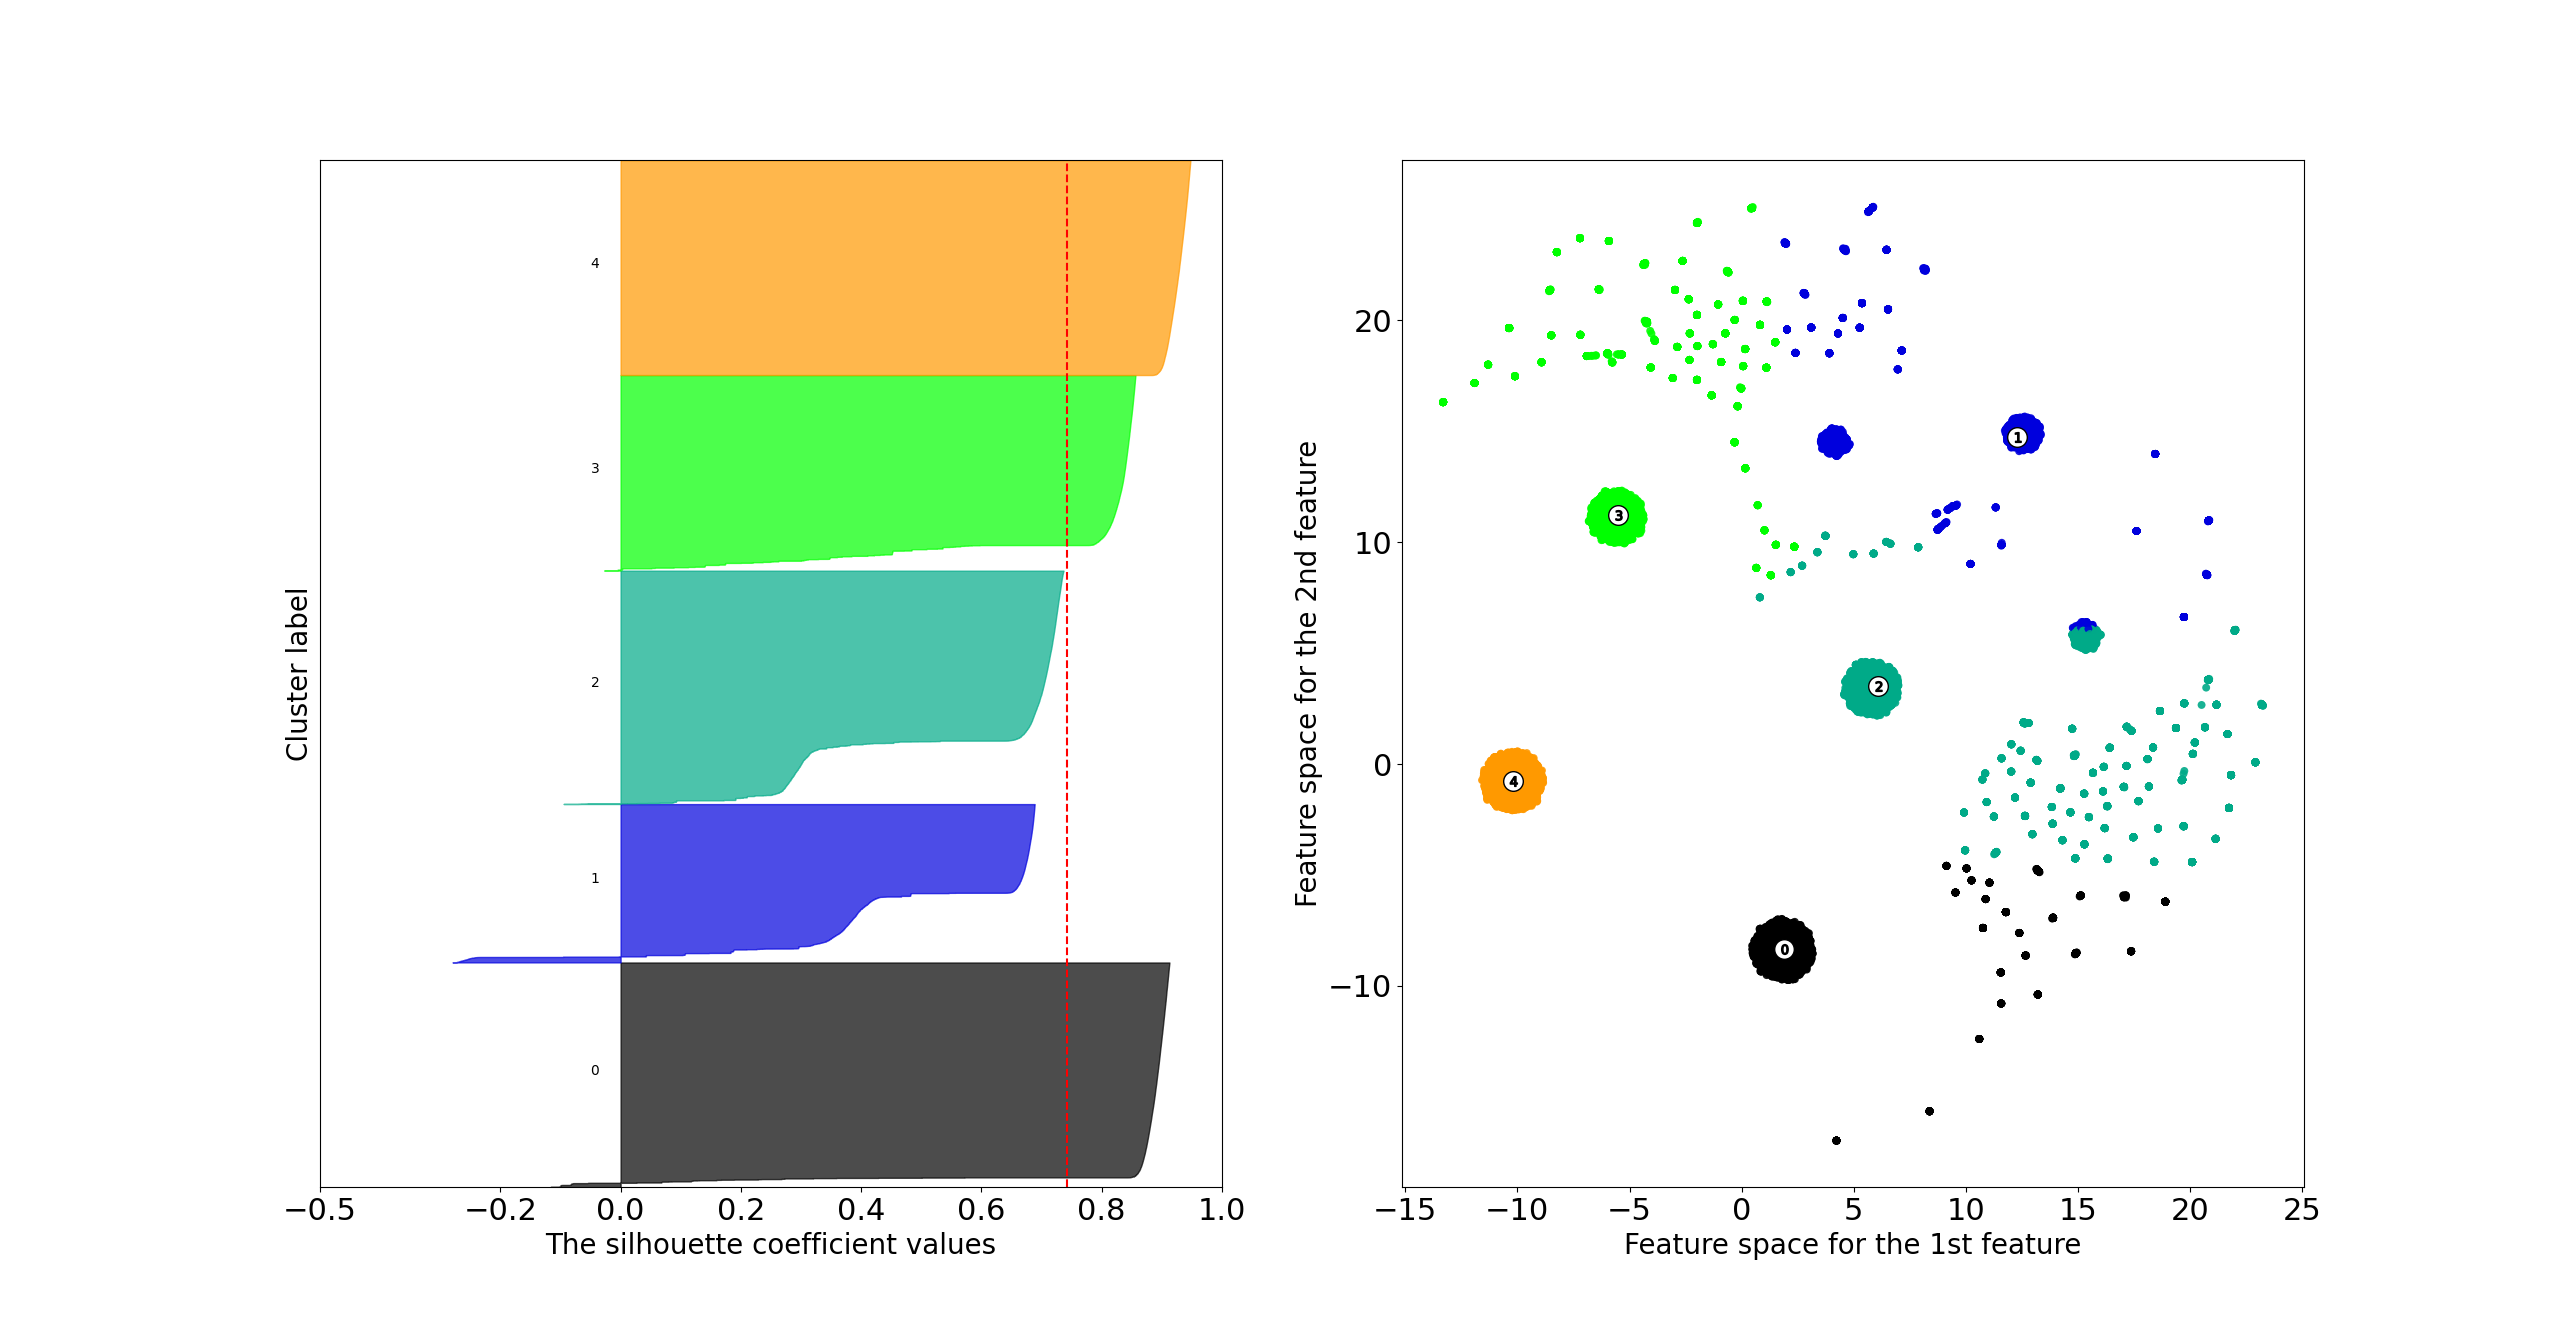 Cluster label
4
3
2
1
0
−0.5 −0.2 0.0 0.2 0.4 0.6 0.8 1.0
The silhouette coefficient values
Feature space for the 2nd feature
20
10
0
−10
1
3
2
4
0
−15 −10 −5 0 5 10 15 20 25
Feature space for the 1st feature